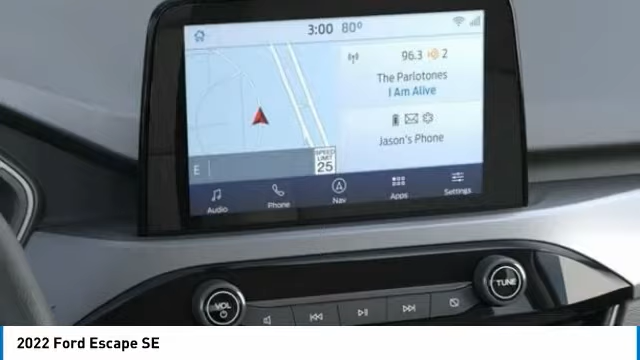 3:00 80°
96.3 2
The Parlotones
I Am Alive
Jason's Phone
E
SPEED
LIMIT
25
Audio Phone Nav Apps Settings
VOL
TUNE
2022 Ford Escape SE